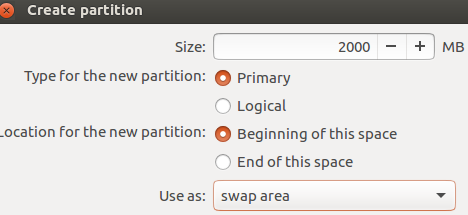 Create partition
Size: 2000 MB
Type for the new partition: Primary
Logical
Location for the new partition: Beginning of this space
End of this space
Use as: swap area